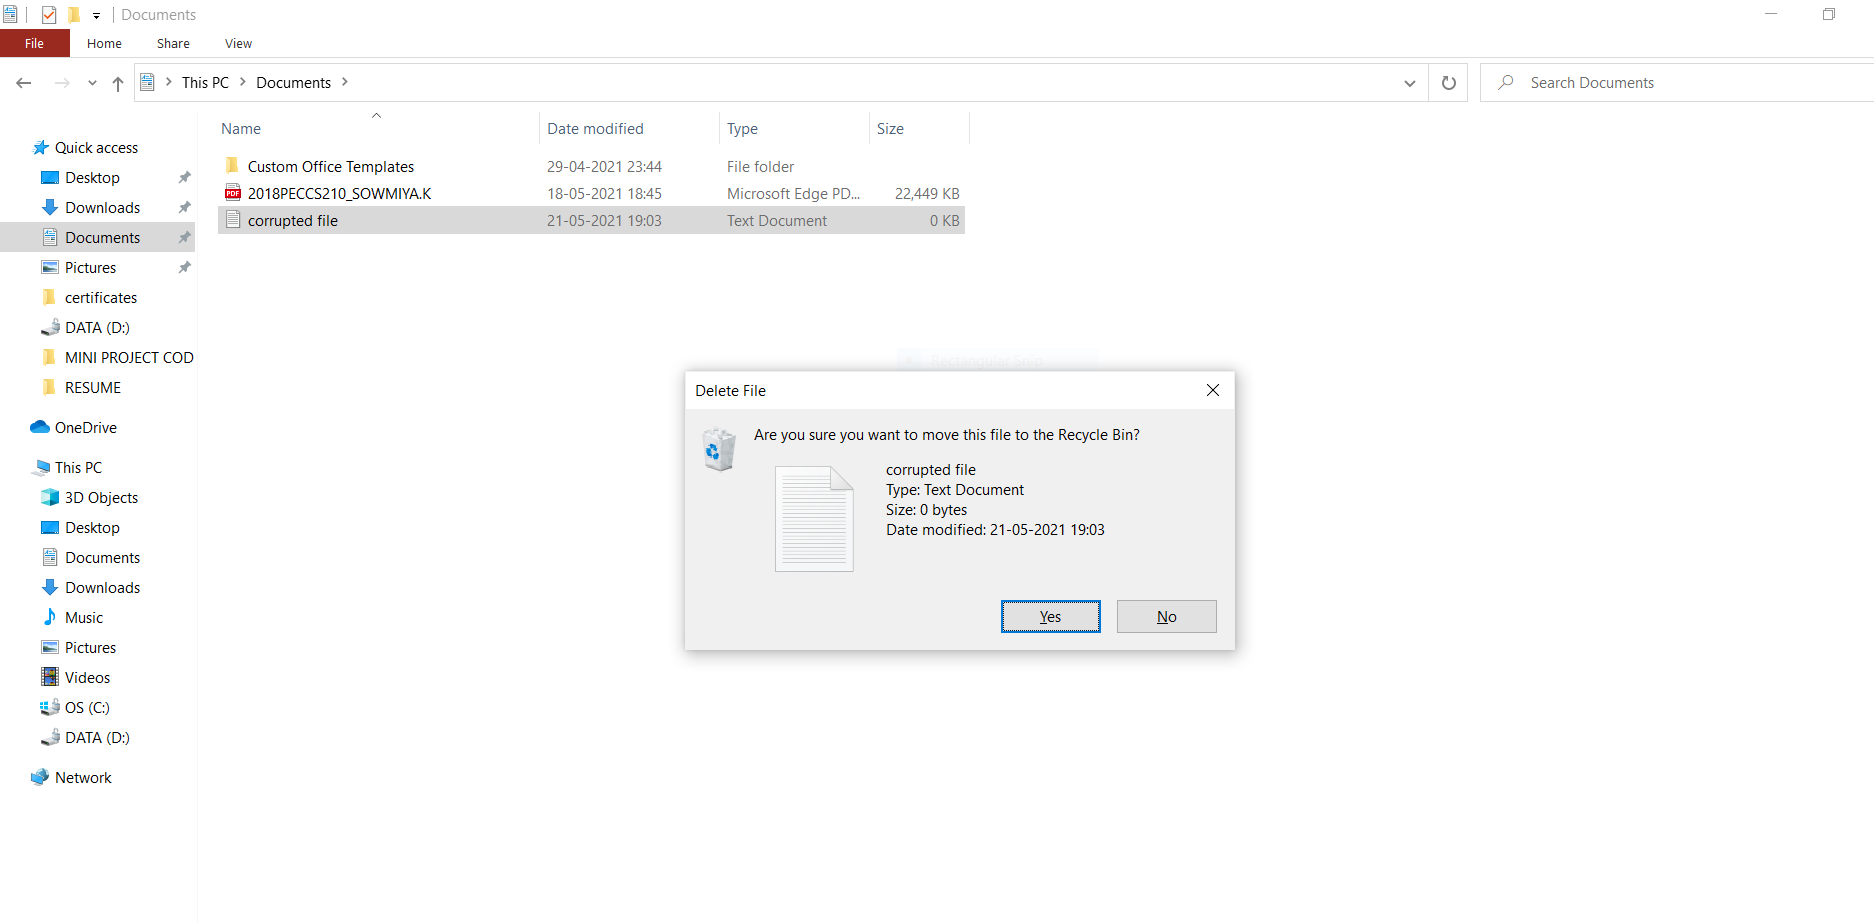 Documents
File Home Share View
This PC Documents
Search Documents
Name Date modified Type Size
Custom Office Templates 29-04-2021 23:44 File folder
PDF 2018PECCS210_SOWMIYA.K 18-05-2021 18:45 Microsoft Edge PD... 22,449 KB
corrupted file 21-05-2021 19:03 Text Document 0 KB
Quick access
Desktop
Downloads
Documents
Pictures
certificates
DATA (D:)
MINI PROJECT COD
RESUME
OneDrive
This PC
3D Objects
Desktop
Documents
Downloads
Music
Pictures
Videos
OS (C:)
DATA (D:)
Network
Rectangular Snip
Delete File
Are you sure you want to move this file to the Recycle Bin?
corrupted file
Type: Text Document
Size: 0 bytes
Date modified: 21-05-2021 19:03
Yes No